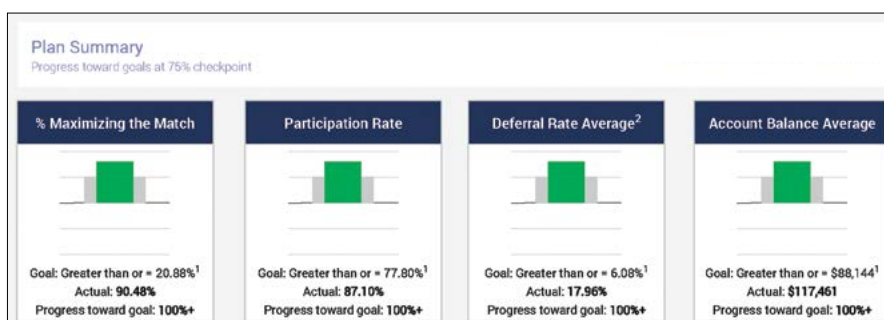 Plan Summary
Progress toward goals at 75% checkpoint
% Maximizing the Match
Goal: Greater than or = 20.88%¹
Actual: 90.48%
Progress toward goal: 100%+
Participation Rate
Goal: Greater than or = 77.80%¹
Actual: 87.10%
Progress toward goal: 100%+
Deferral Rate Average²
Goal: Greater than or = 6.08%¹
Actual: 17.96%
Progress toward goal: 100%+
Account Balance Average
Goal: Greater than or = $88,144¹
Actual: $117,461
Progress toward goal: 100%+